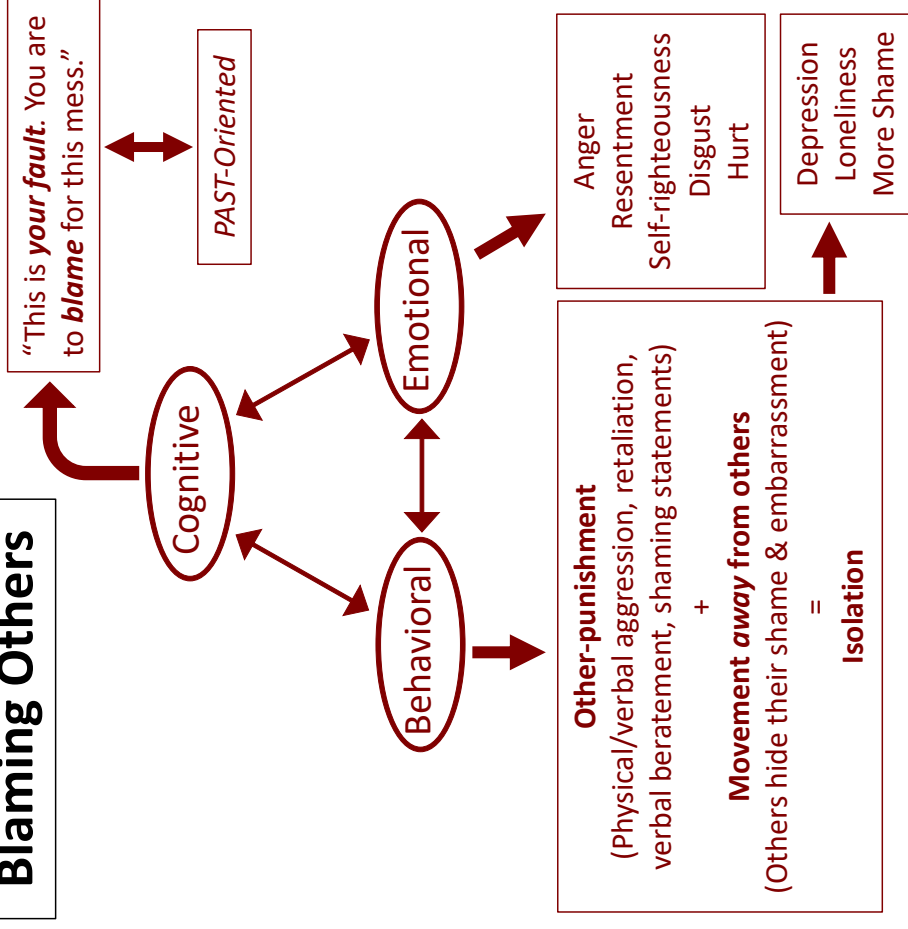 Blaming Others
"This is your fault. You are
to blame for this mess."
PAST-Oriented
Cognitive
Behavioral
Emotional
Anger
Resentment
Self-righteousness
Disgust
Hurt
Other-punishment
(Physical/verbal aggression, retaliation,
verbal beratement, shaming statements)
+
Movement away from others
(Others hide their shame & embarrassment)
=
Isolation
Depression
Loneliness
More Shame